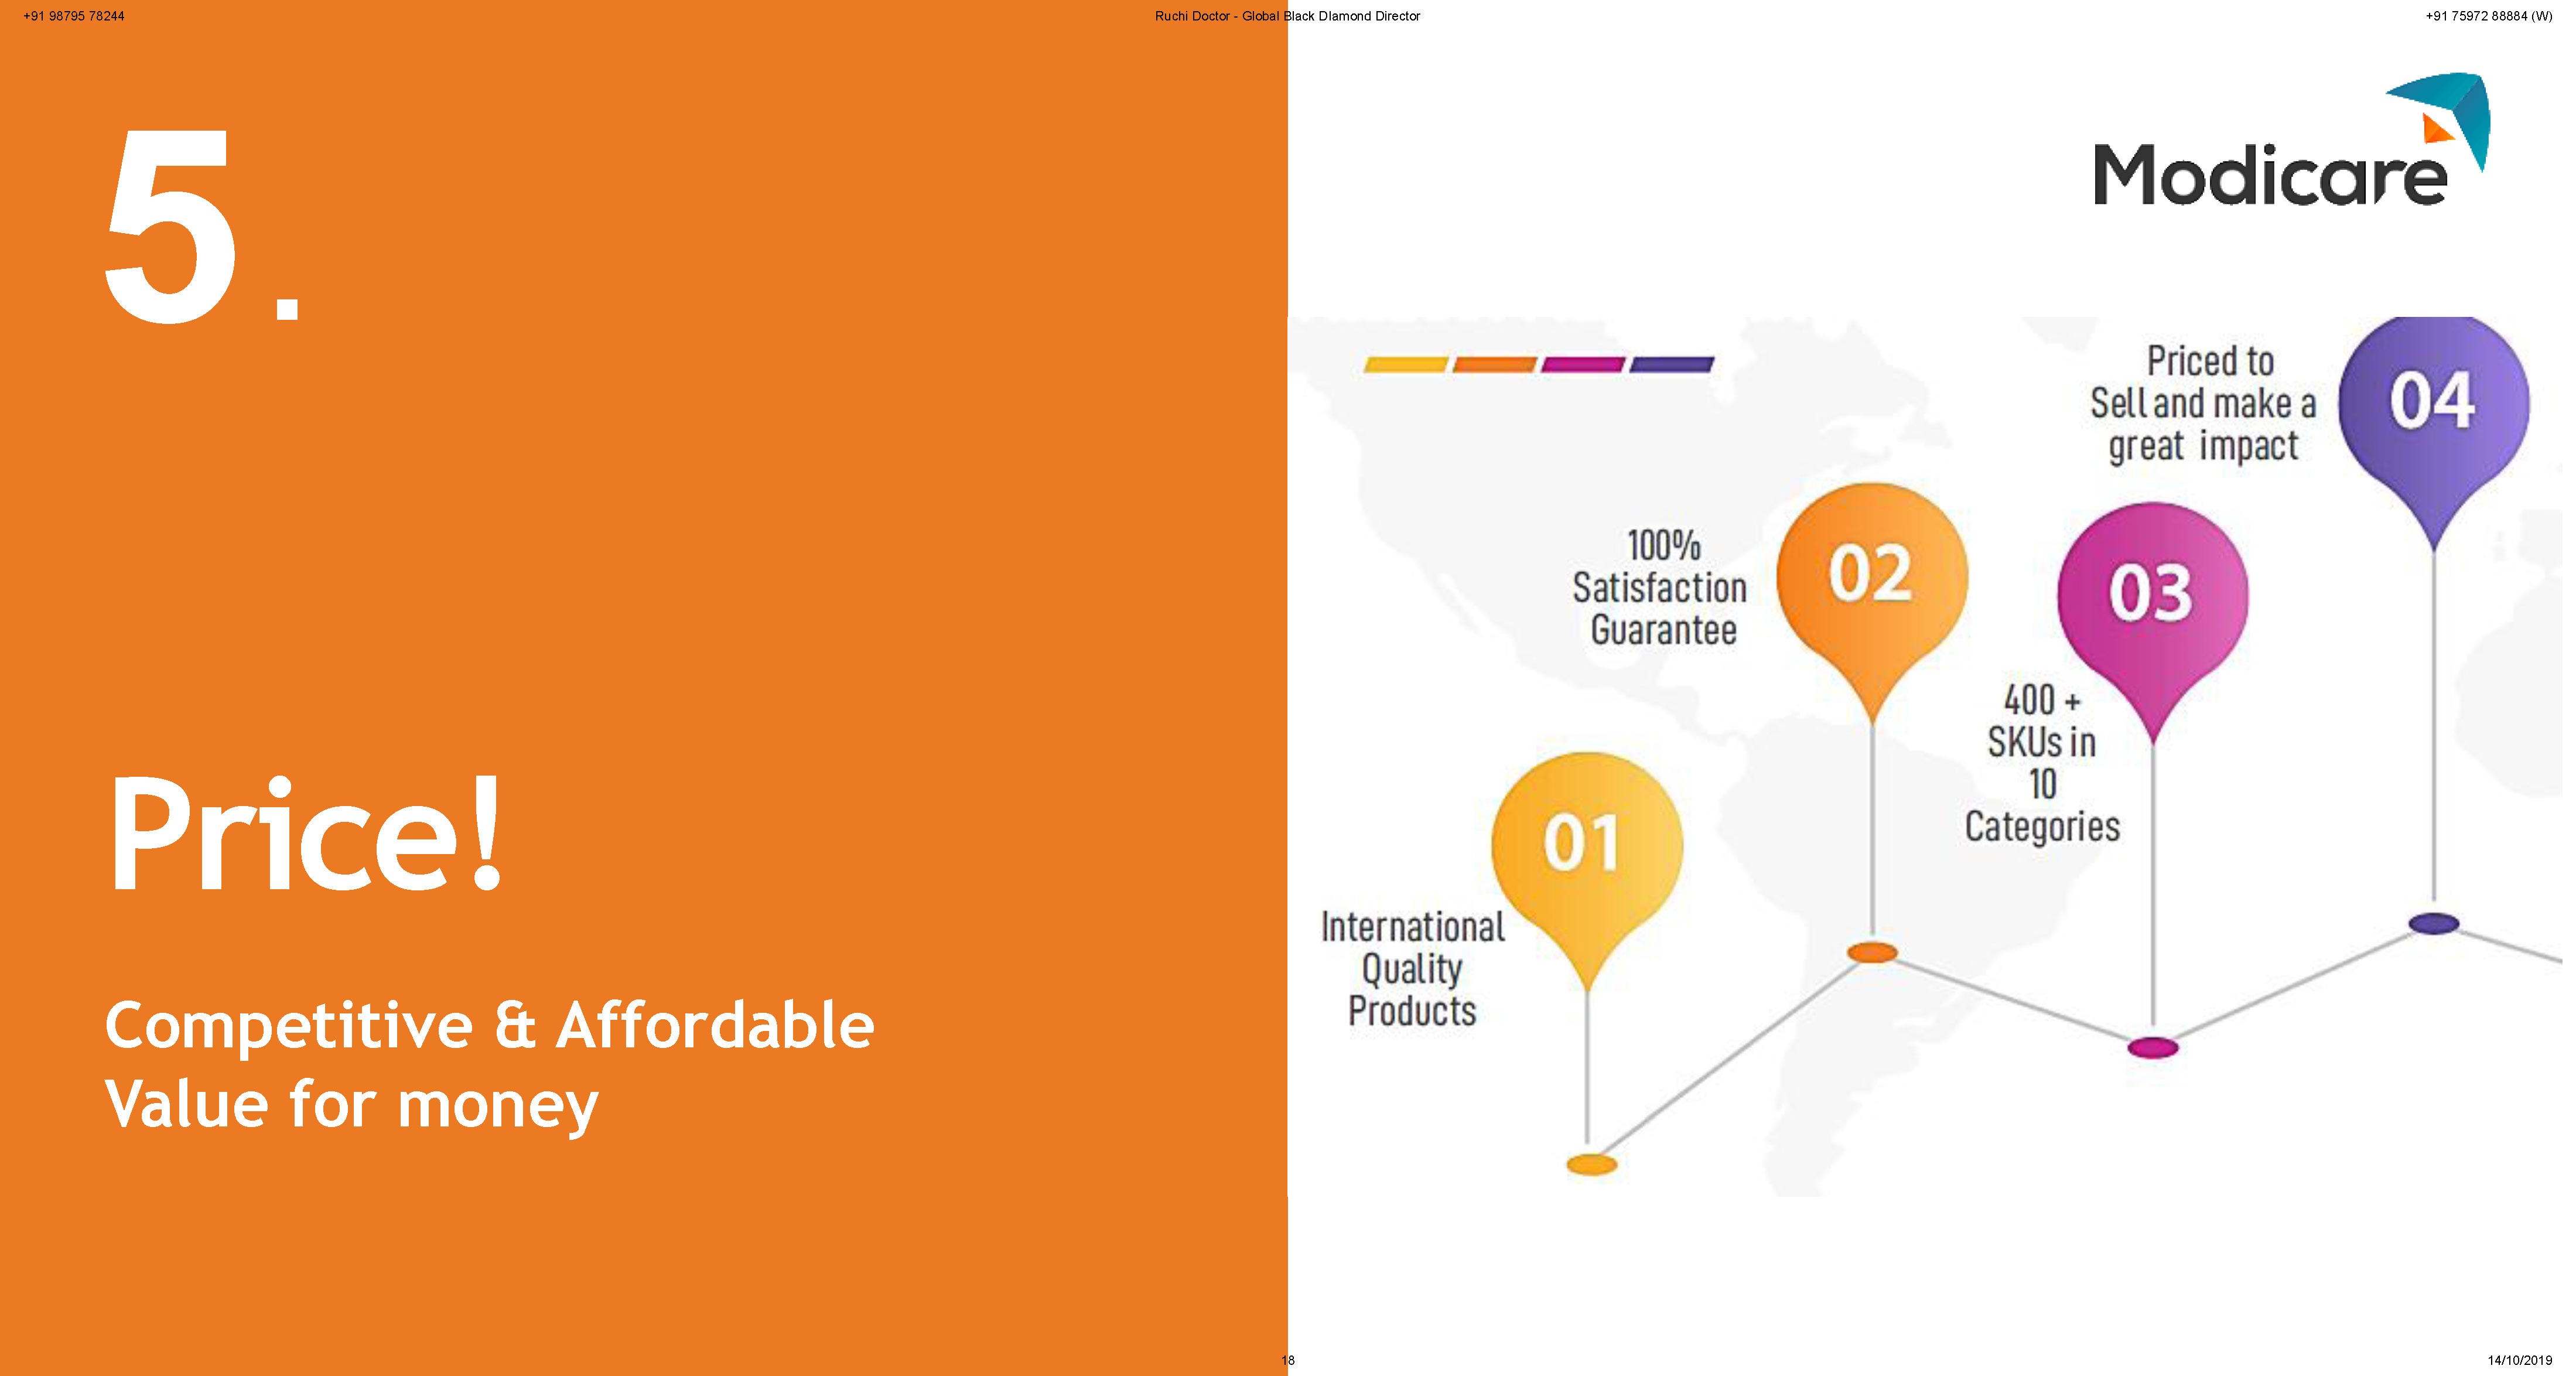 +91 98795 78244
Ruchi Doctor - Global Black DIamond Director
+91 75972 88884 (W)
5.
Price!
Competitive & Affordable
Value for money
Modicare
01
International
Quality
Products
02
100%
Satisfaction
Guarantee
03
400 +
SKUs in
10
Categories
04
Priced to
Sell and make a
great impact
18
14/10/2019